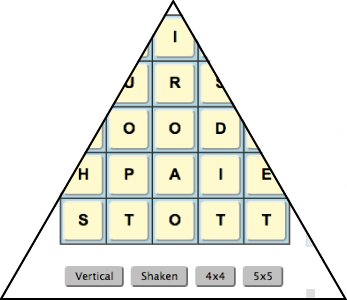 I
U R S
O O D
H P A I E
S T O T T
Vertical Shaken 4x4 5x5